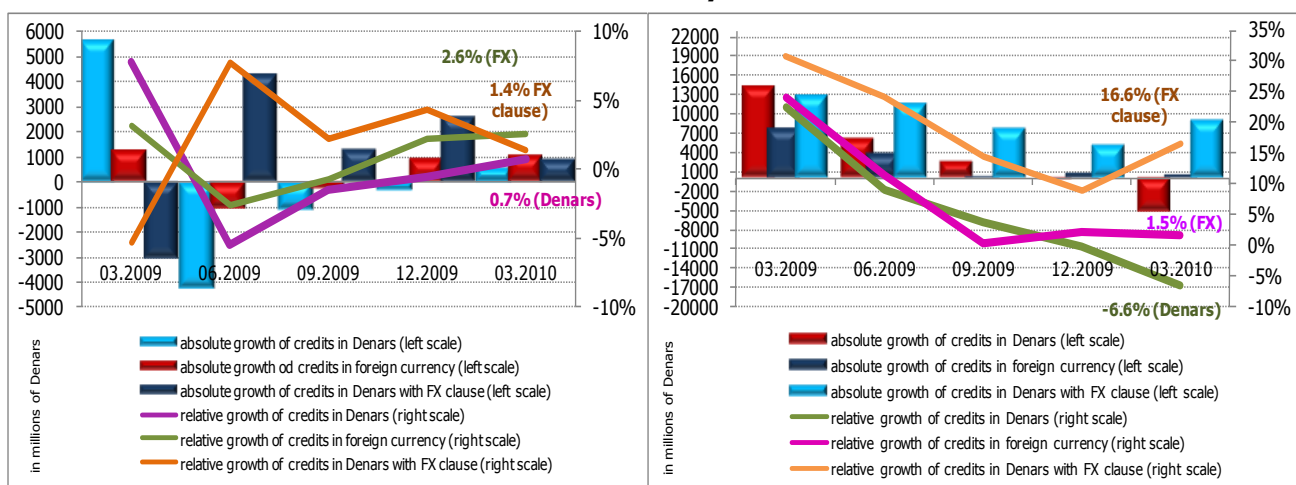 6000
5000
4000
3000
2000
1000
0
-1000
-2000
-3000
-4000
-5000
10%
5%
0%
-5%
-10%
2.6% (FX)
1.4% FX
clause)
0.7% (Denars)
03.2009 06.2009 09.2009 12.2009 03.2010
in millions of Denars
absolute growth of credits in Denars (left scale)
absolute growth od credits in foreign currency (left scale)
absolute growth of credits in Denars with FX clause (left scale)
relative growth of credits in Denars (right scale)
relative growth of credits in foreign currency (right scale)
relative growth of credits in Denars with FX clause (right scale)
22000
19000
16000
13000
10000
7000
4000
1000
-2000
-5000
-8000
-11000
-14000
-17000
-20000
35%
30%
25%
20%
15%
10%
5%
0%
-5%
-10%
16.6% (FX
clause)
1.5% (FX)
-6.6% (Denars)
03.2009 06.2009 09.2009 12.2009 03.2010
in millions of Denars
absolute growth of credits in Denars (left scale)
absolute growth of credits in foreign currency (left scale)
absolute growth of credits in Denars with FX clause (left scale)
relative growth of credits in Denars (right scale)
relative growth of credits in foreign currency (right scale)
relative growth of credits in Denars with FX clause (right scale)